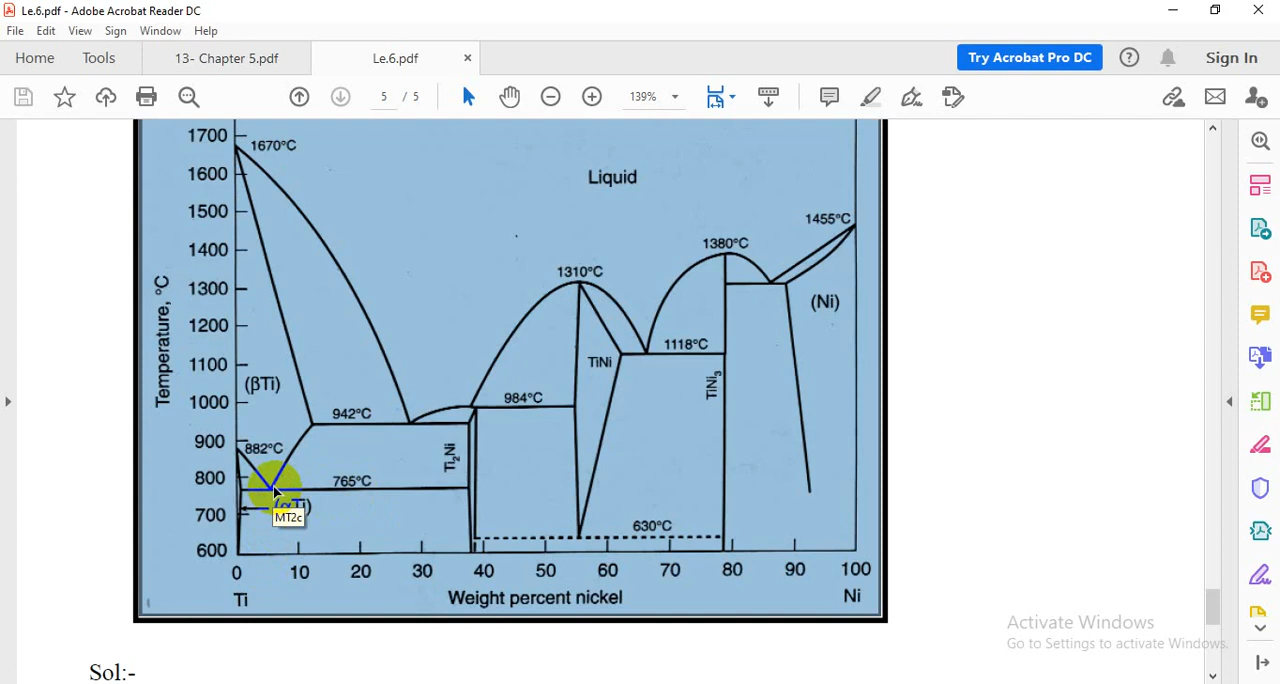 Le.6.pdf - Adobe Acrobat Reader DC
File Edit View Sign Window Help
Home Tools 13- Chapter 5.pdf Le.6.pdf × Try Acrobat Pro DC Sign In
5 / 5 139%
1700
1670°C
1600
Liquid
1500
1455°C
1400
1380°C
1310°C
1300
(Ni)
1200
1118°C
TiNi
1100
TiNi3
(βTi)
1000
984°C
942°C
900
882°C
Ti2Ni
800
765°C
700
(αTi)
MT2c
630°C
600
Temperature, °C
0 10 20 30 40 50 60 70 80 90 100
Ti Weight percent nickel Ni
Sol:-
Activate Windows
Go to Settings to activate Windows.